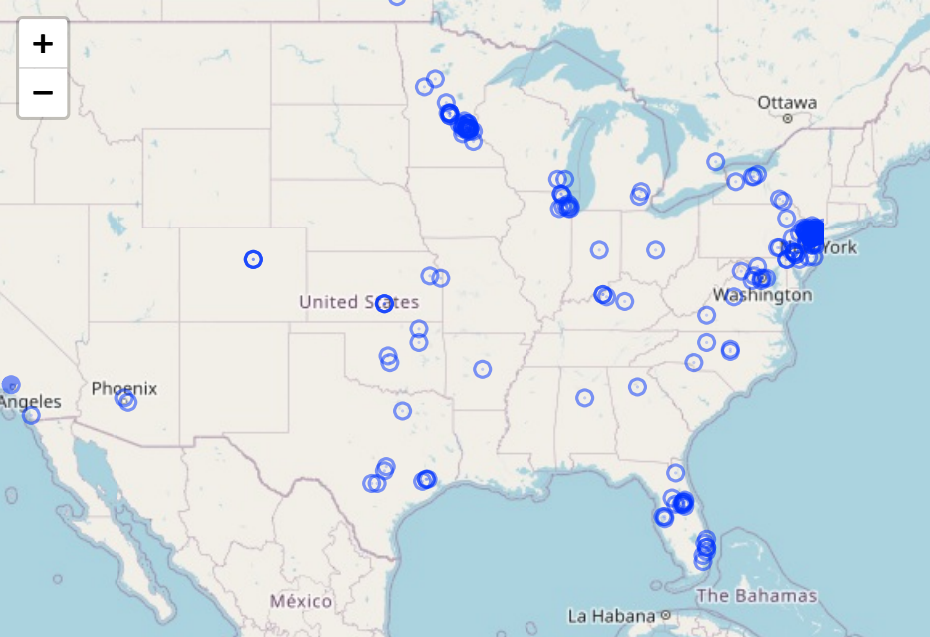 +
−
Ottawa
York
United States
Washington
Phoenix
Angeles
México
The Bahamas
La Habana